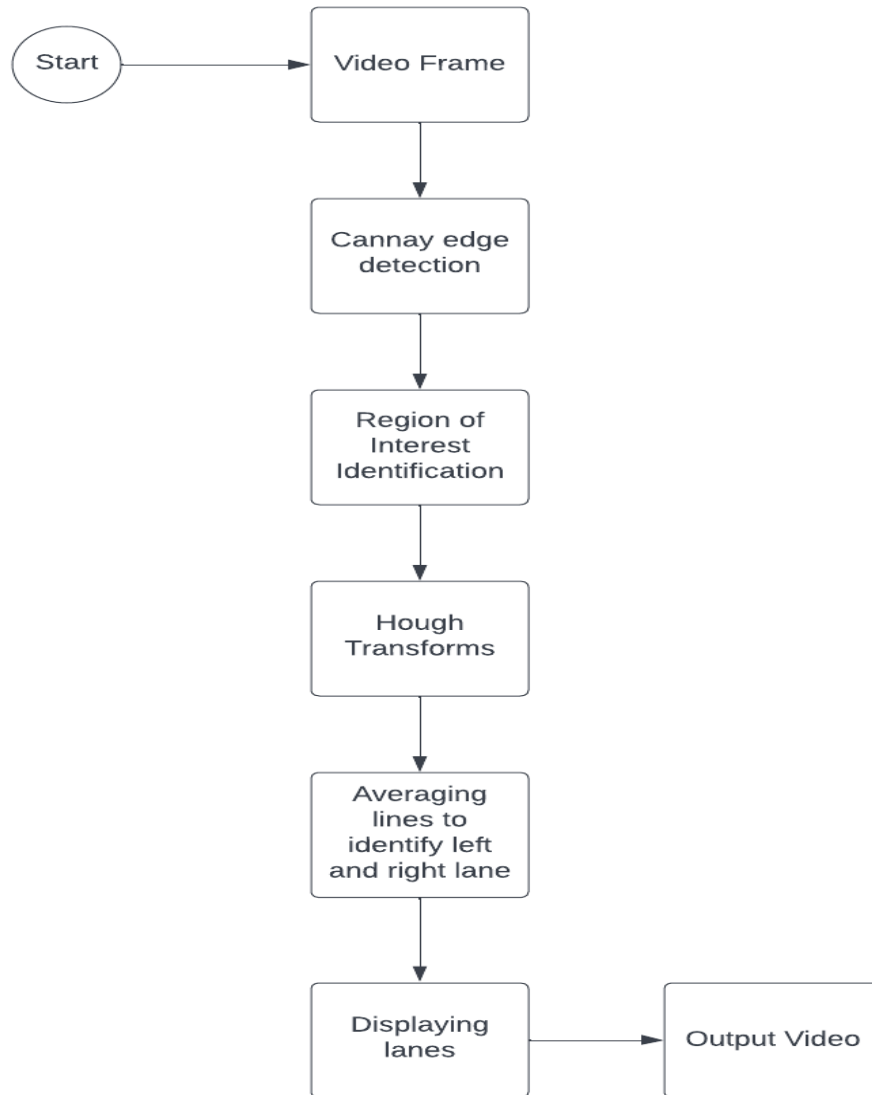 Start
Video Frame
Cannay edge
detection
Region of
Interest
Identification
Hough
Transforms
Averaging
lines to
identify left
and right lane
Displaying
lanes
Output Video